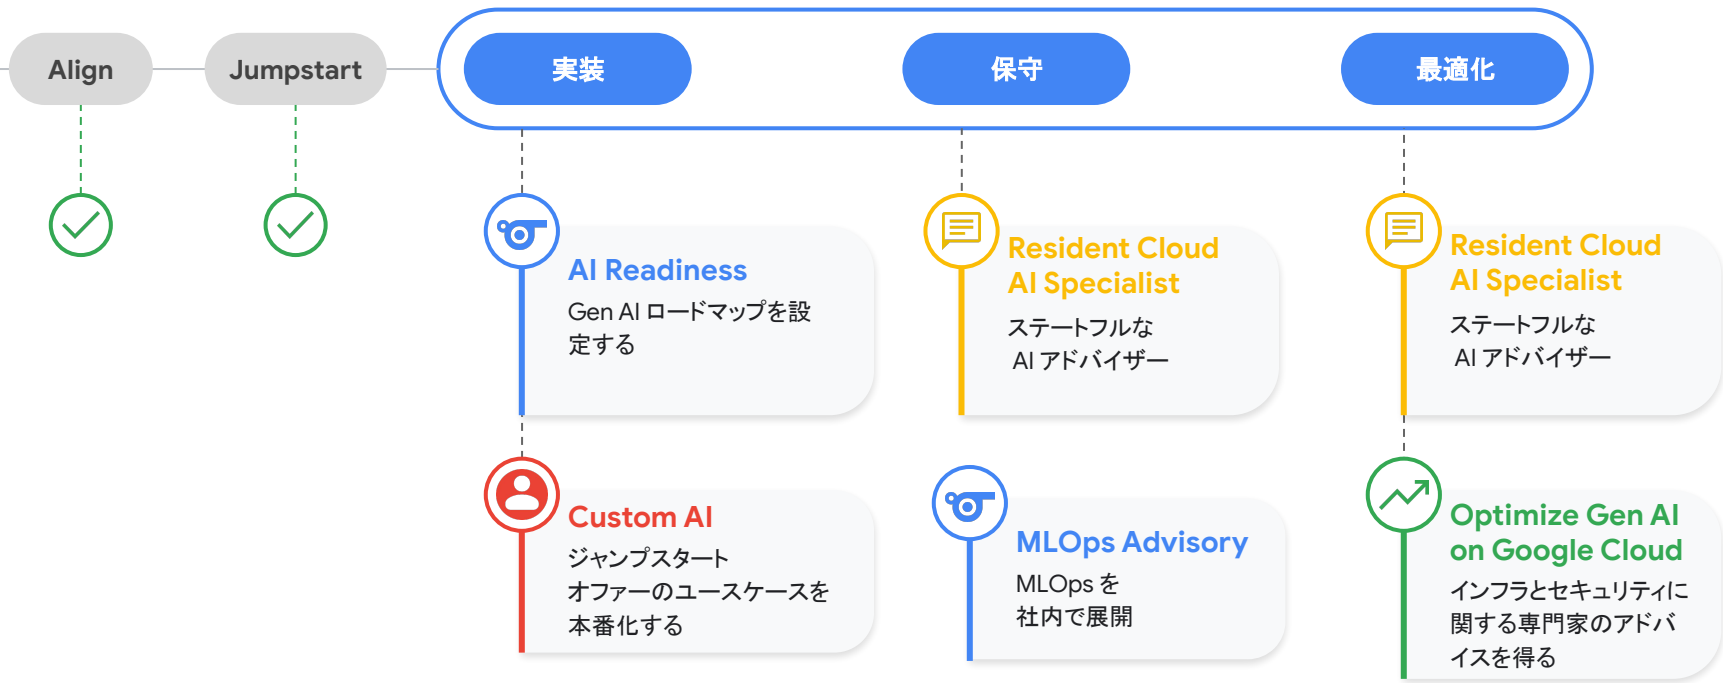 Align
Jumpstart
実装
保守
最適化
AI Readiness
Gen AI ロードマップを設
定する
Resident Cloud
AI Specialist
ステートフルな
AI アドバイザー
Resident Cloud
AI Specialist
ステートフルな
AI アドバイザー
Custom AI
ジャンプスタート
オファーのユースケースを
本番化する
MLOps Advisory
MLOps を
社内で展開
Optimize Gen AI
on Google Cloud
インフラとセキュリティに
関する専門家のアドバ
イスを得る